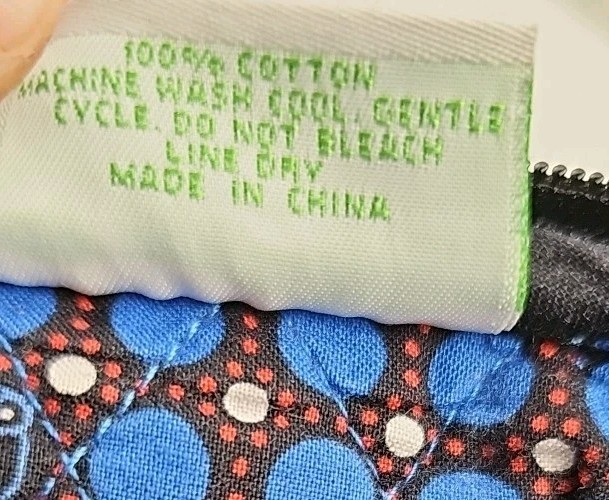 100% COTTON
MACHINE WASH COOL. GENTLE
CYCLE. DO NOT BLEACH
LINE DRY
MADE IN CHINA